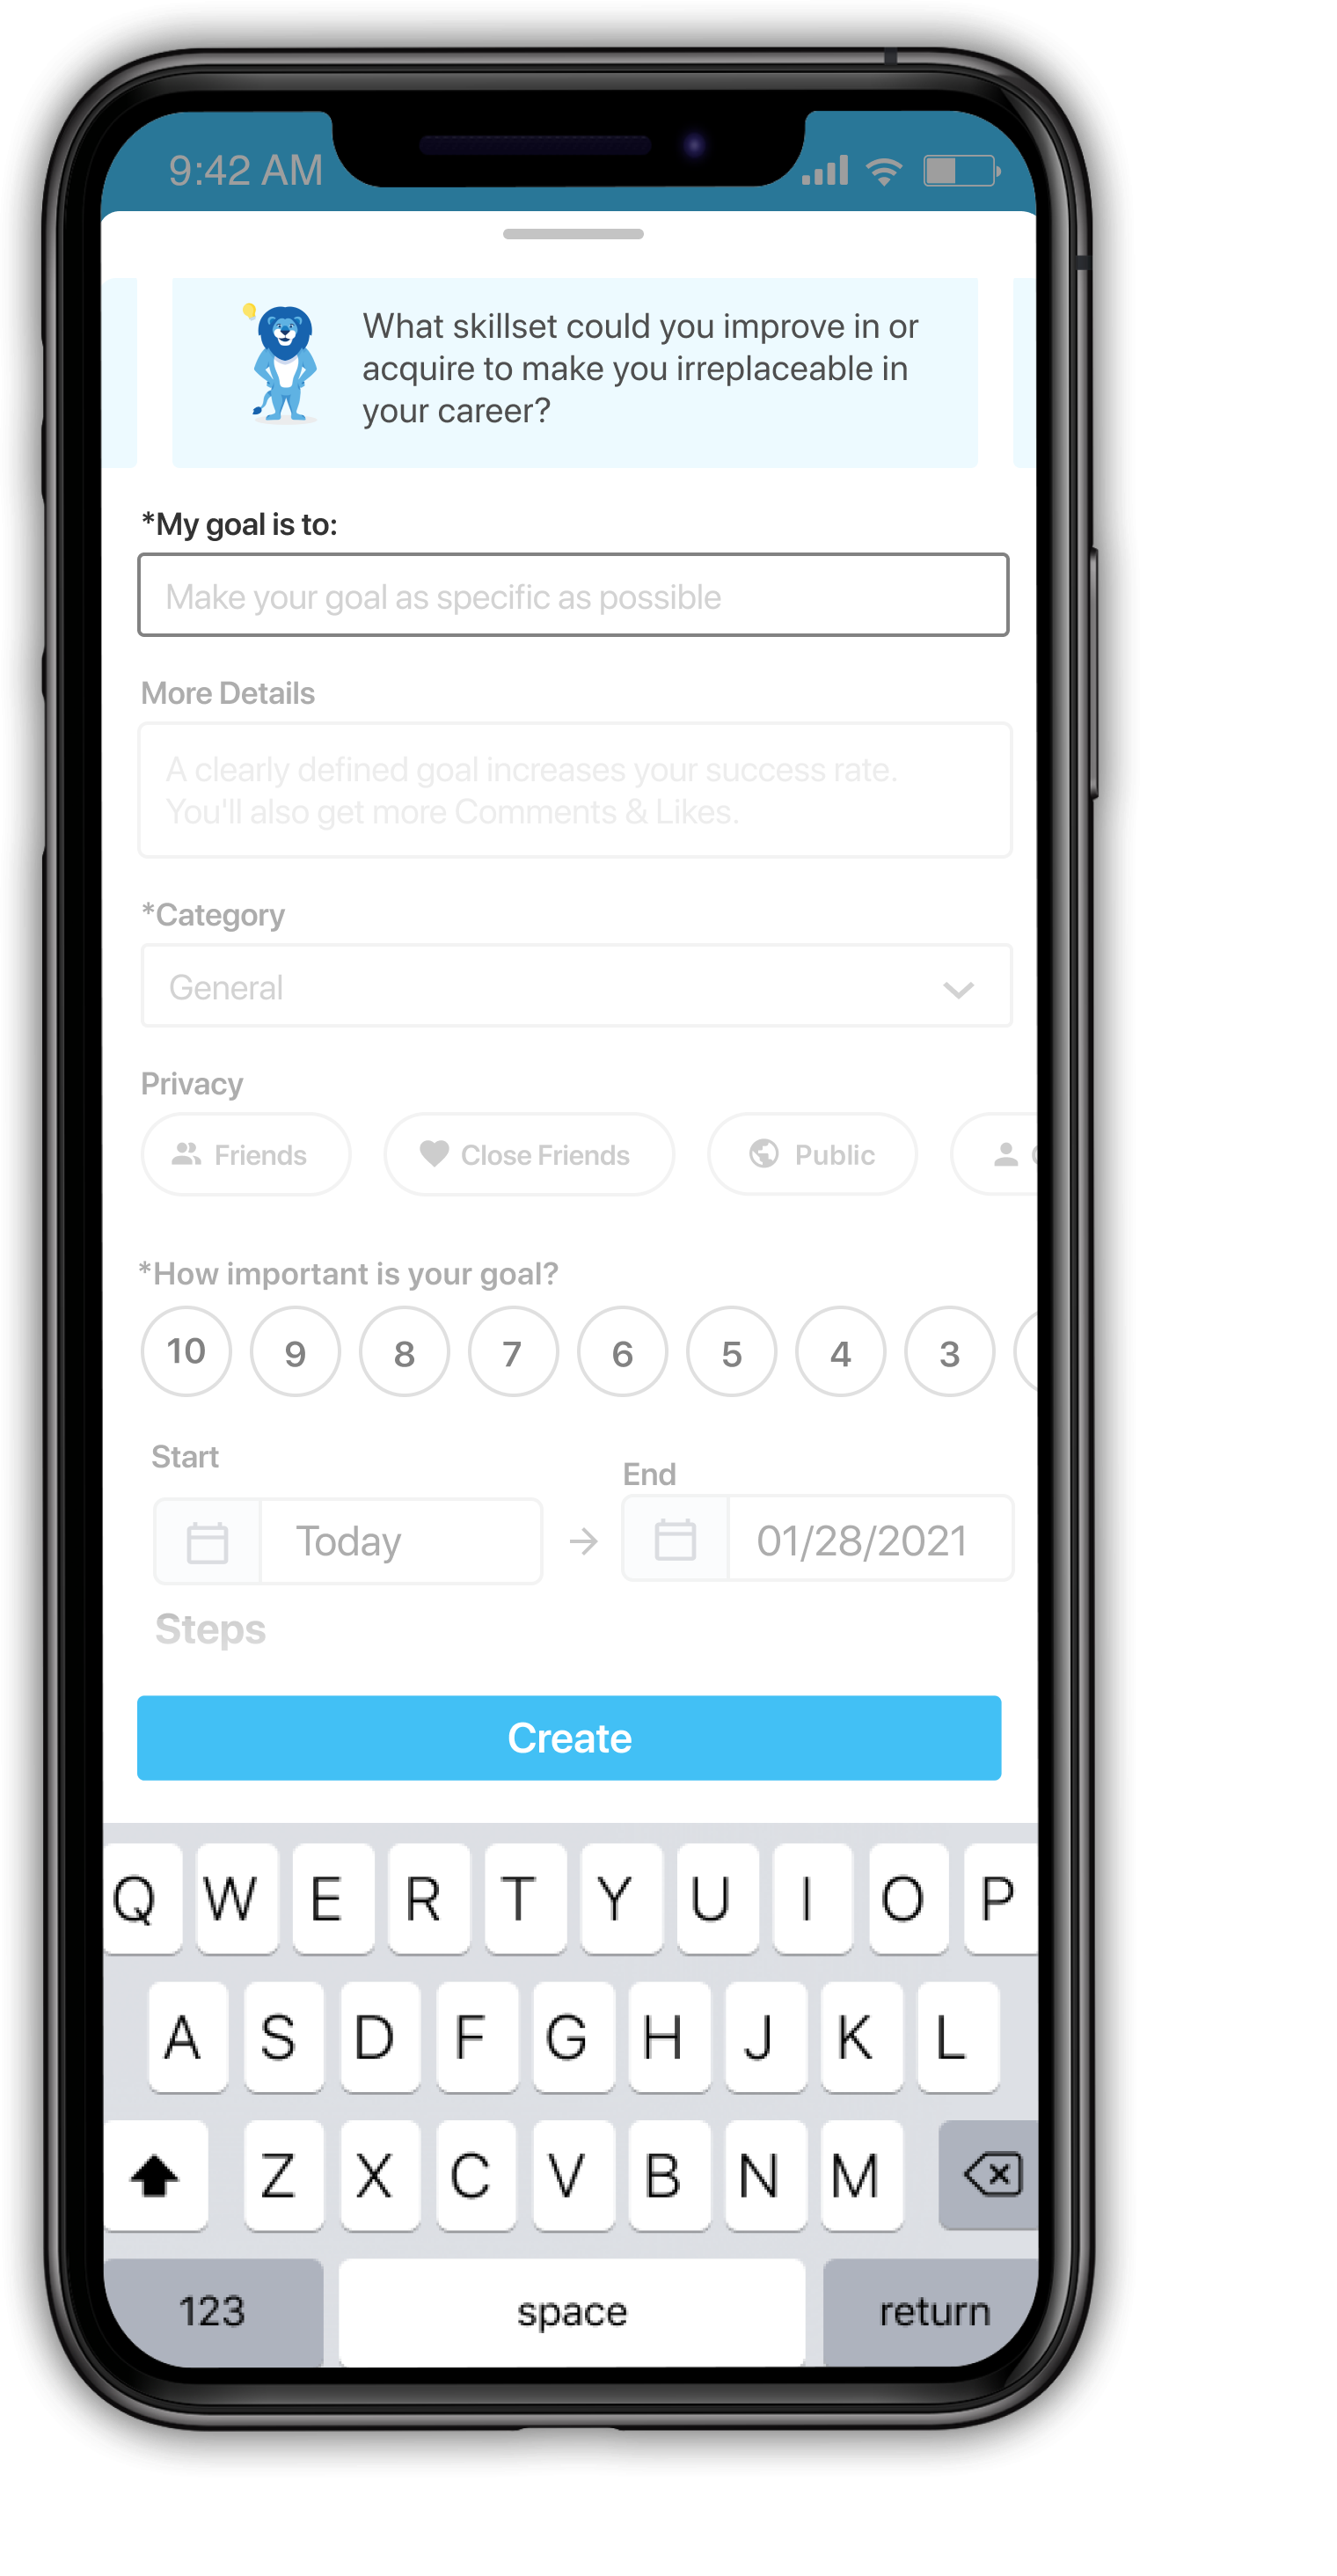 9:42 AM
What skillset could you improve in or
acquire to make you irreplaceable in
your career?
*My goal is to:
Make your goal as specific as possible
More Details
A clearly defined goal increases your success rate.
You'll also get more Comments & Likes.
*Category
General
Privacy
Friends Close Friends Public
*How important is your goal?
10 9 8 7 6 5 4 3
Start End
Today → 01/28/2021
Steps
Create
Q W E R T Y U I O P
A S D F G H J K L
Z X C V B N M
123 space return